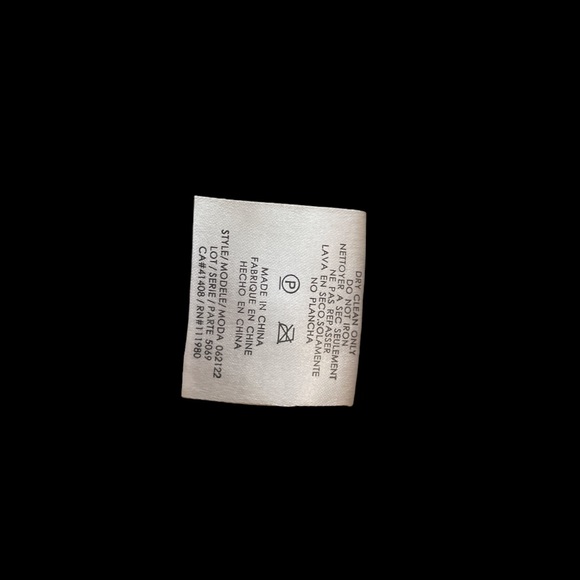 DRY CLEAN ONLY
DO NOT IRON
NETTOYER A SEC SEULEMENT
NE PAS REPASSER
LAVA EN SECO.SOLAMENTE
NO PLANCHA
P
MADE IN CHINA
FABRIQUE EN CHINE
HECHO EN CHINA
STYLE/MODELE/MODA 062122
LOT/SERIE/PARTE 5069
CA#41408/RN#111980